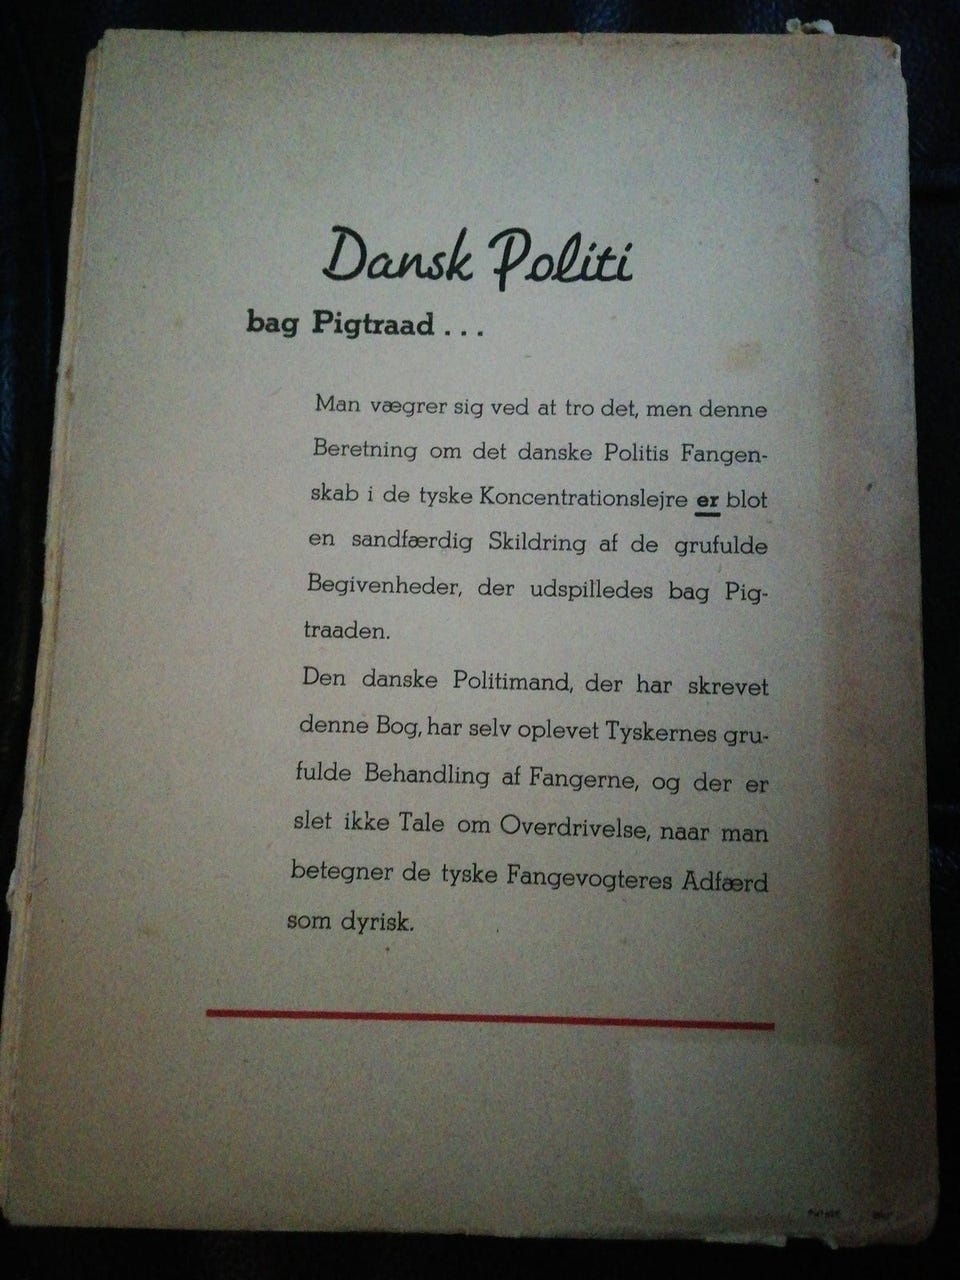 Dansk Politi
bag Pigtraad . . .
Man vægrer sig ved at tro det, men denne
Beretning om det danske Politis Fangen-
skab i de tyske Koncentrationslejre er blot
en sandfærdig Skildring af de grufulde
Begivenheder, der udspilledes bag Pig-
traaden.
Den danske Politimand, der har skrevet
denne Bog, har selv oplevet Tyskernes gru-
fulde Behandling af Fangerne, og der er
slet ikke Tale om Overdrivelse, naar man
betegner de tyske Fangevogteres Adfærd
som dyrisk.